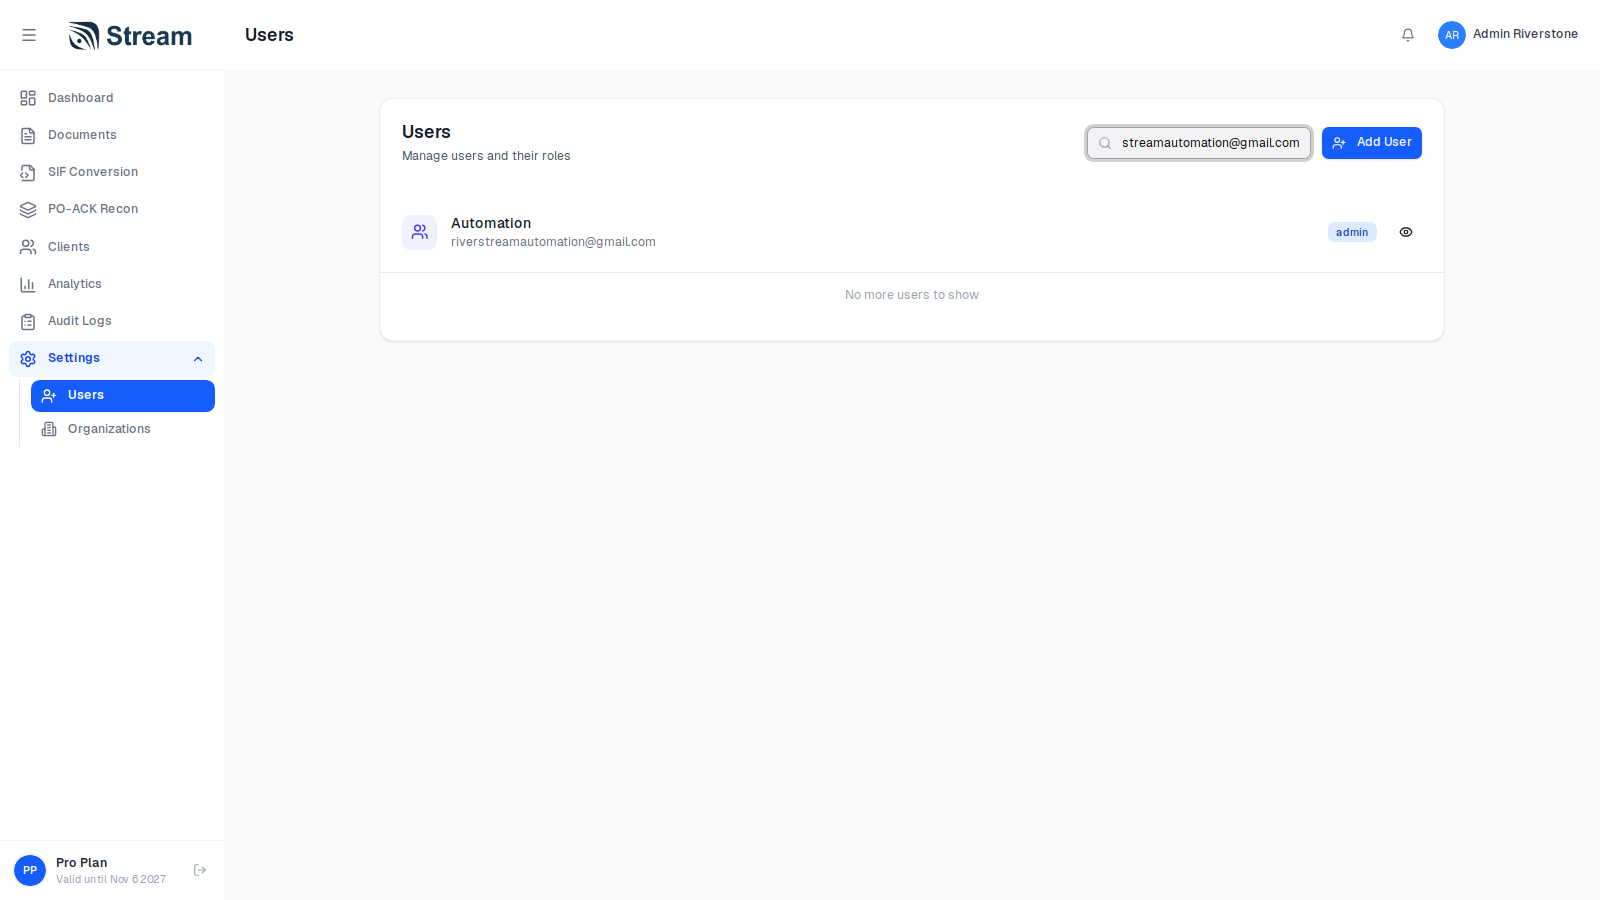 Stream
Users
AR
Admin Riverstone
Dashboard
Documents
SIF Conversion
PO-ACK Recon
Clients
Analytics
Audit Logs
Settings
Users
Organizations
Users
Manage users and their roles
streamautomation@gmail.com
Add User
Automation
riverstreamautomation@gmail.com
admin
No more users to show
PP
Pro Plan
Valid until Nov 6 2027